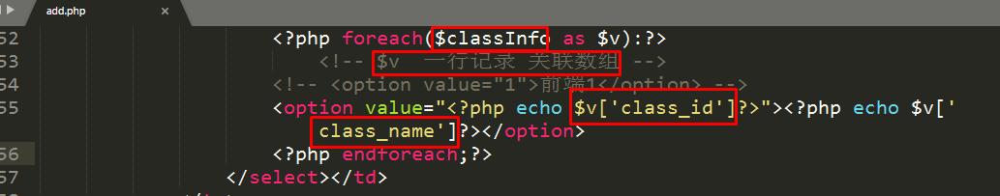 add.php ×
52 <?php foreach($classInfo as $v):?>
53 <!-- $v 一行记录 关联数组 -->
54 <!-- <option value="1">前端1</option> -->
55 <option value="<?php echo $v['class_id']?>"><?php echo $v['
class_name']?></option>
56 <?php endforeach;?>
57 </select></td>